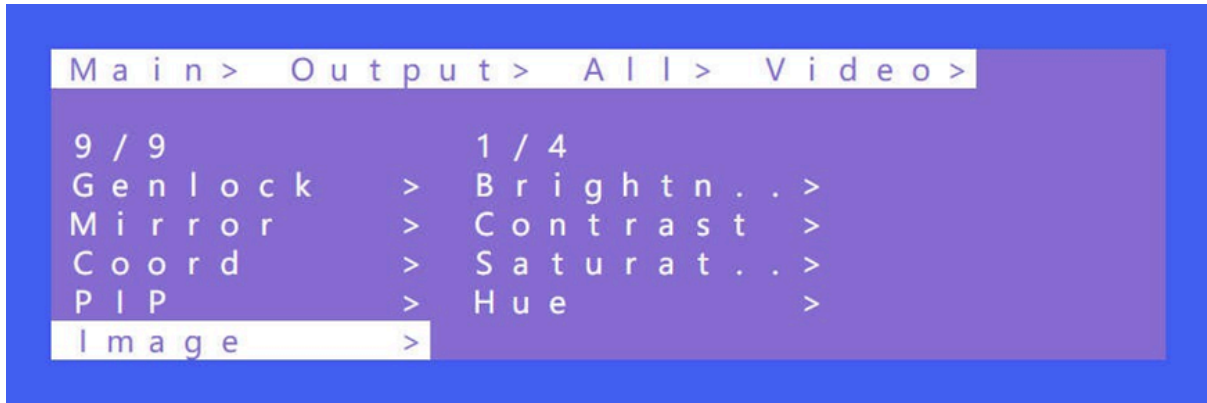 Main> Output> All> Video>
9/9 1/4
Genlock > Brightn..>
Mirror > Contrast >
Coord > Saturat..>
PIP > Hue >
Image >